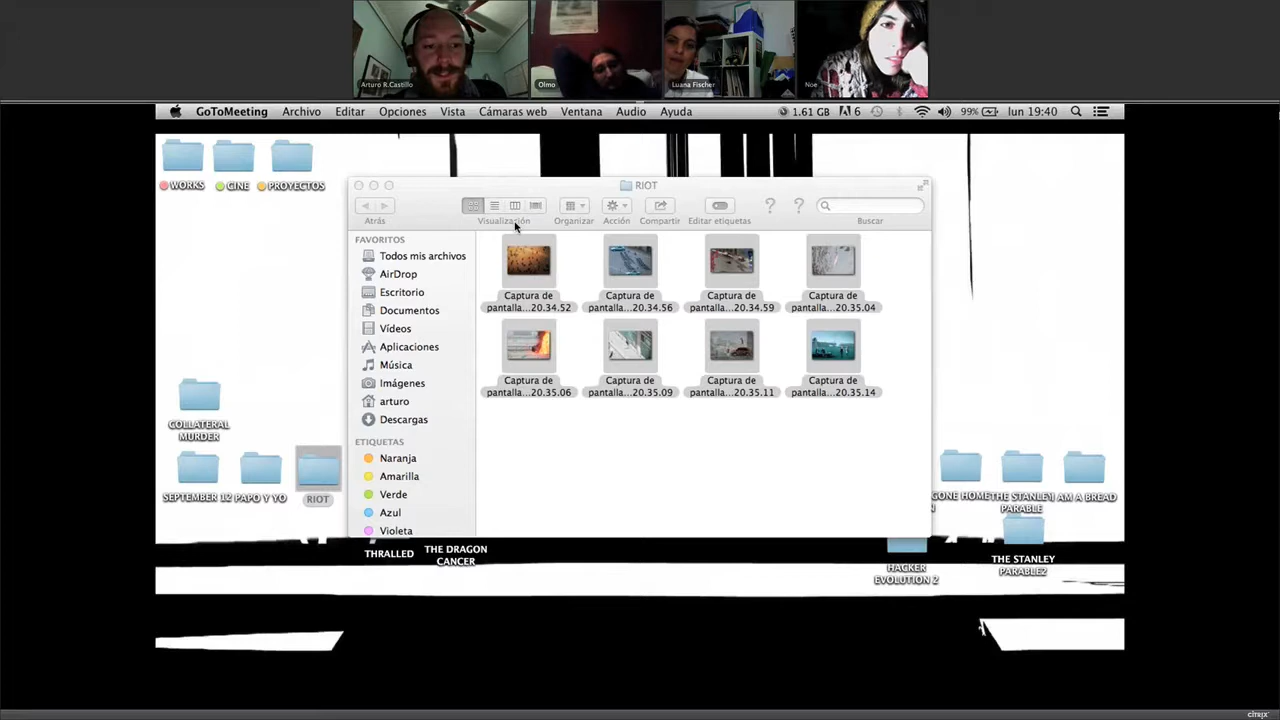 Arturo R.Castillo
Olmo
Luana Fischer
Noe
GoToMeeting Archivo Editar Opciones Vista Cámaras web Ventana Audio Ayuda 1.61 GB 6 99% lun 19:40
WORKS
CINE
PROYECTOS
RIOT
Atrás
Visualización
Organizar
Acción
Compartir
Editar etiquetas
Buscar
FAVORITOS
Todos mis archivos
AirDrop
Escritorio
Documentos
Vídeos
Aplicaciones
Música
Imágenes
arturo
Descargas
ETIQUETAS
Naranja
Amarilla
Verde
Azul
Violeta
Captura de
pantalla...20.34.52
Captura de
pantalla...20.34.56
Captura de
pantalla...20.34.59
Captura de
pantalla...20.35.04
Captura de
pantalla...20.35.06
Captura de
pantalla...20.35.09
Captura de
pantalla...20.35.11
Captura de
pantalla...20.35.14
COLLATERAL
MURDER
SEPTEMBER 12
PAPO Y YO
RIOT
THRALLED
THE DRAGON
CANCER
GONE HOME
THE STANLEY
PARABLE
I AM A BREAD
HACKER
EVOLUTION 2
THE STANLEY
PARABLE2
CITRIX